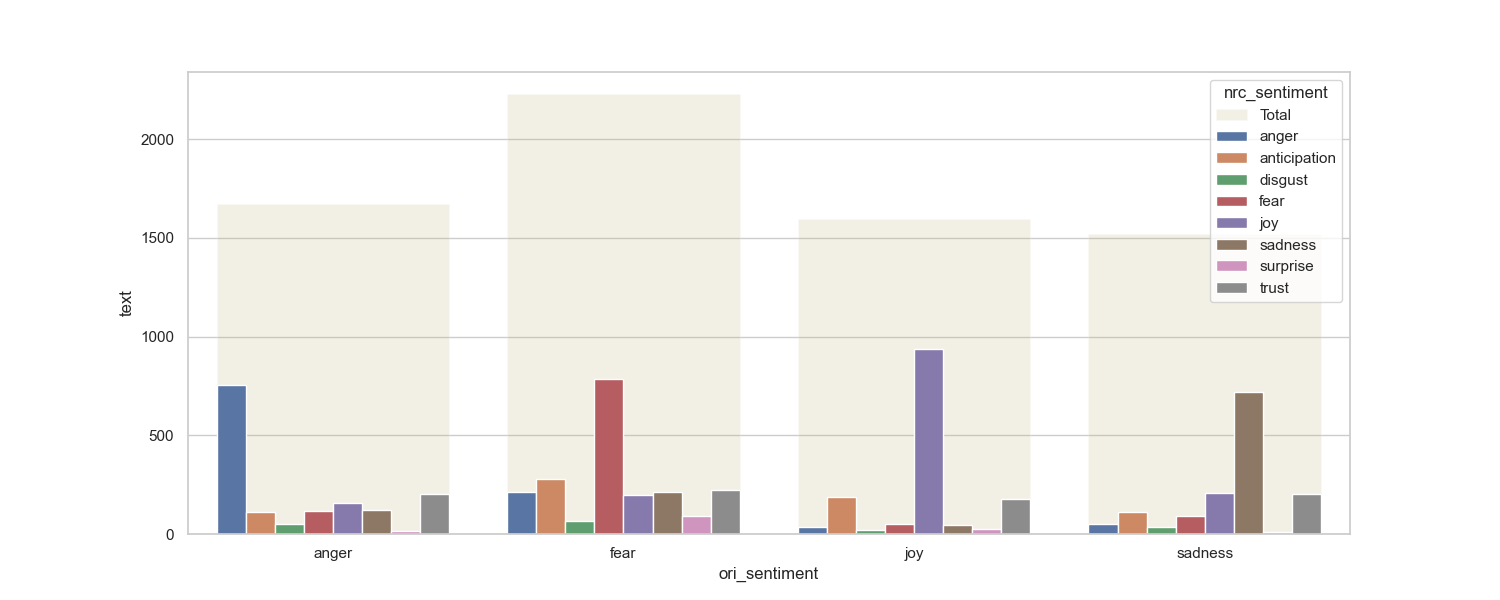 nrc_sentiment
Total
anger
anticipation
disgust
fear
joy
sadness
surprise
trust
2000
1500
1000
500
0
text
anger fear joy sadness
ori_sentiment